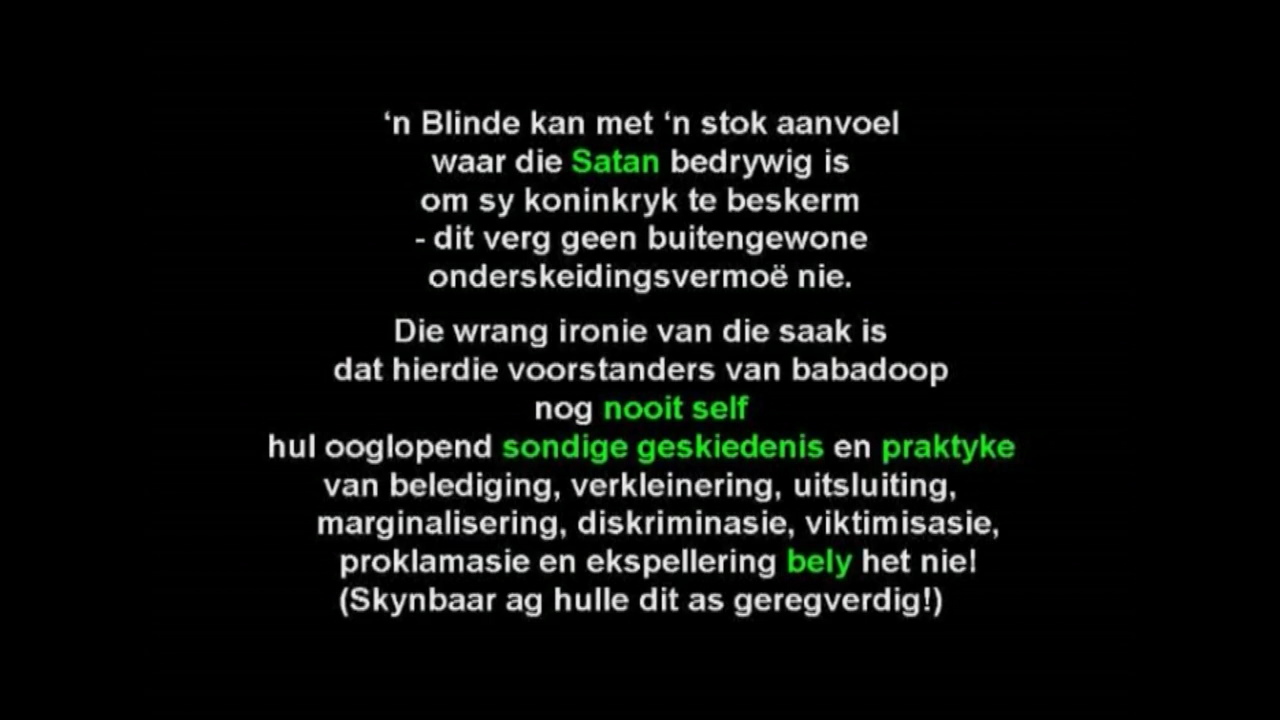 ‘n Blinde kan met ‘n stok aanvoel
waar die Satan bedrywig is
om sy koninkryk te beskerm
- dit verg geen buitengewone
onderskeidingsvermoë nie.
Die wrang ironie van die saak is
dat hierdie voorstanders van babadoop
nog nooit self
hul ooglopend sondige geskiedenis en praktyke
van belediging, verkleinering, uitsluiting,
marginalisering, diskriminasie, viktimisasie,
proklamasie en ekspellering bely het nie!
(Skynbaar ag hulle dit as geregverdig!)